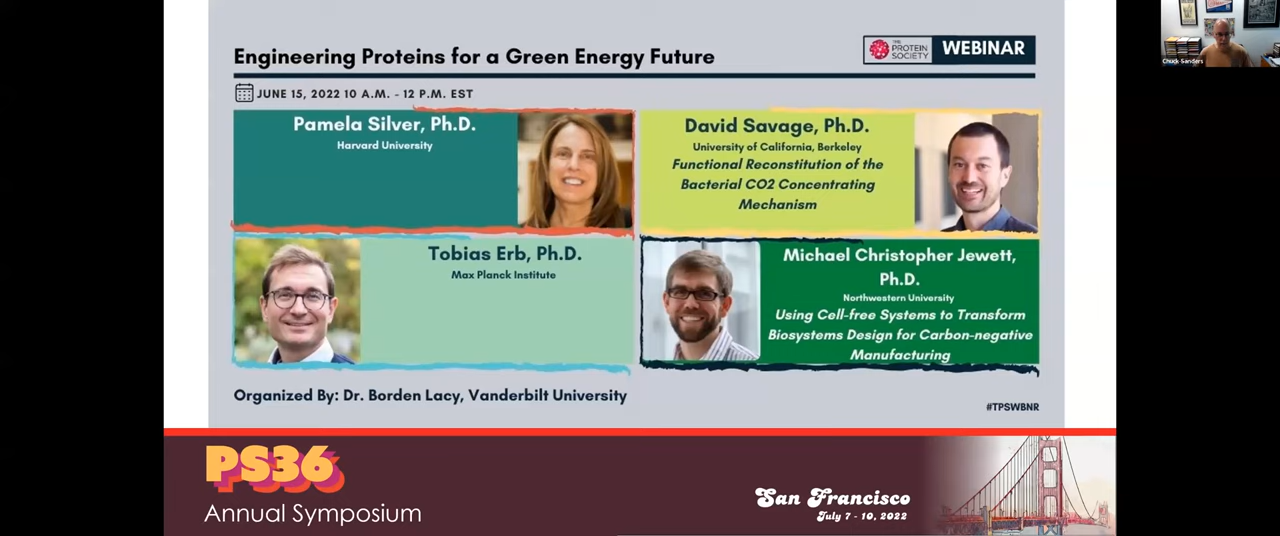 Engineering Proteins for a Green Energy Future
THE
PROTEIN
SOCIETY
WEBINAR
JUNE 15, 2022 10 A.M. - 12 P.M. EST
Pamela Silver, Ph.D.
Harvard University
David Savage, Ph.D.
University of California, Berkeley
Functional Reconstitution of the
Bacterial CO2 Concentrating
Mechanism
Tobias Erb, Ph.D.
Max Planck Institute
Michael Christopher Jewett,
Ph.D.
Northwestern University
Using Cell-free Systems to Transform
Biosystems Design for Carbon-negative
Manufacturing
Organized By: Dr. Borden Lacy, Vanderbilt University
#TPSWBNR
PS36
Annual Symposium
San Francisco
July 7 - 10, 2022
Chuck Sanders